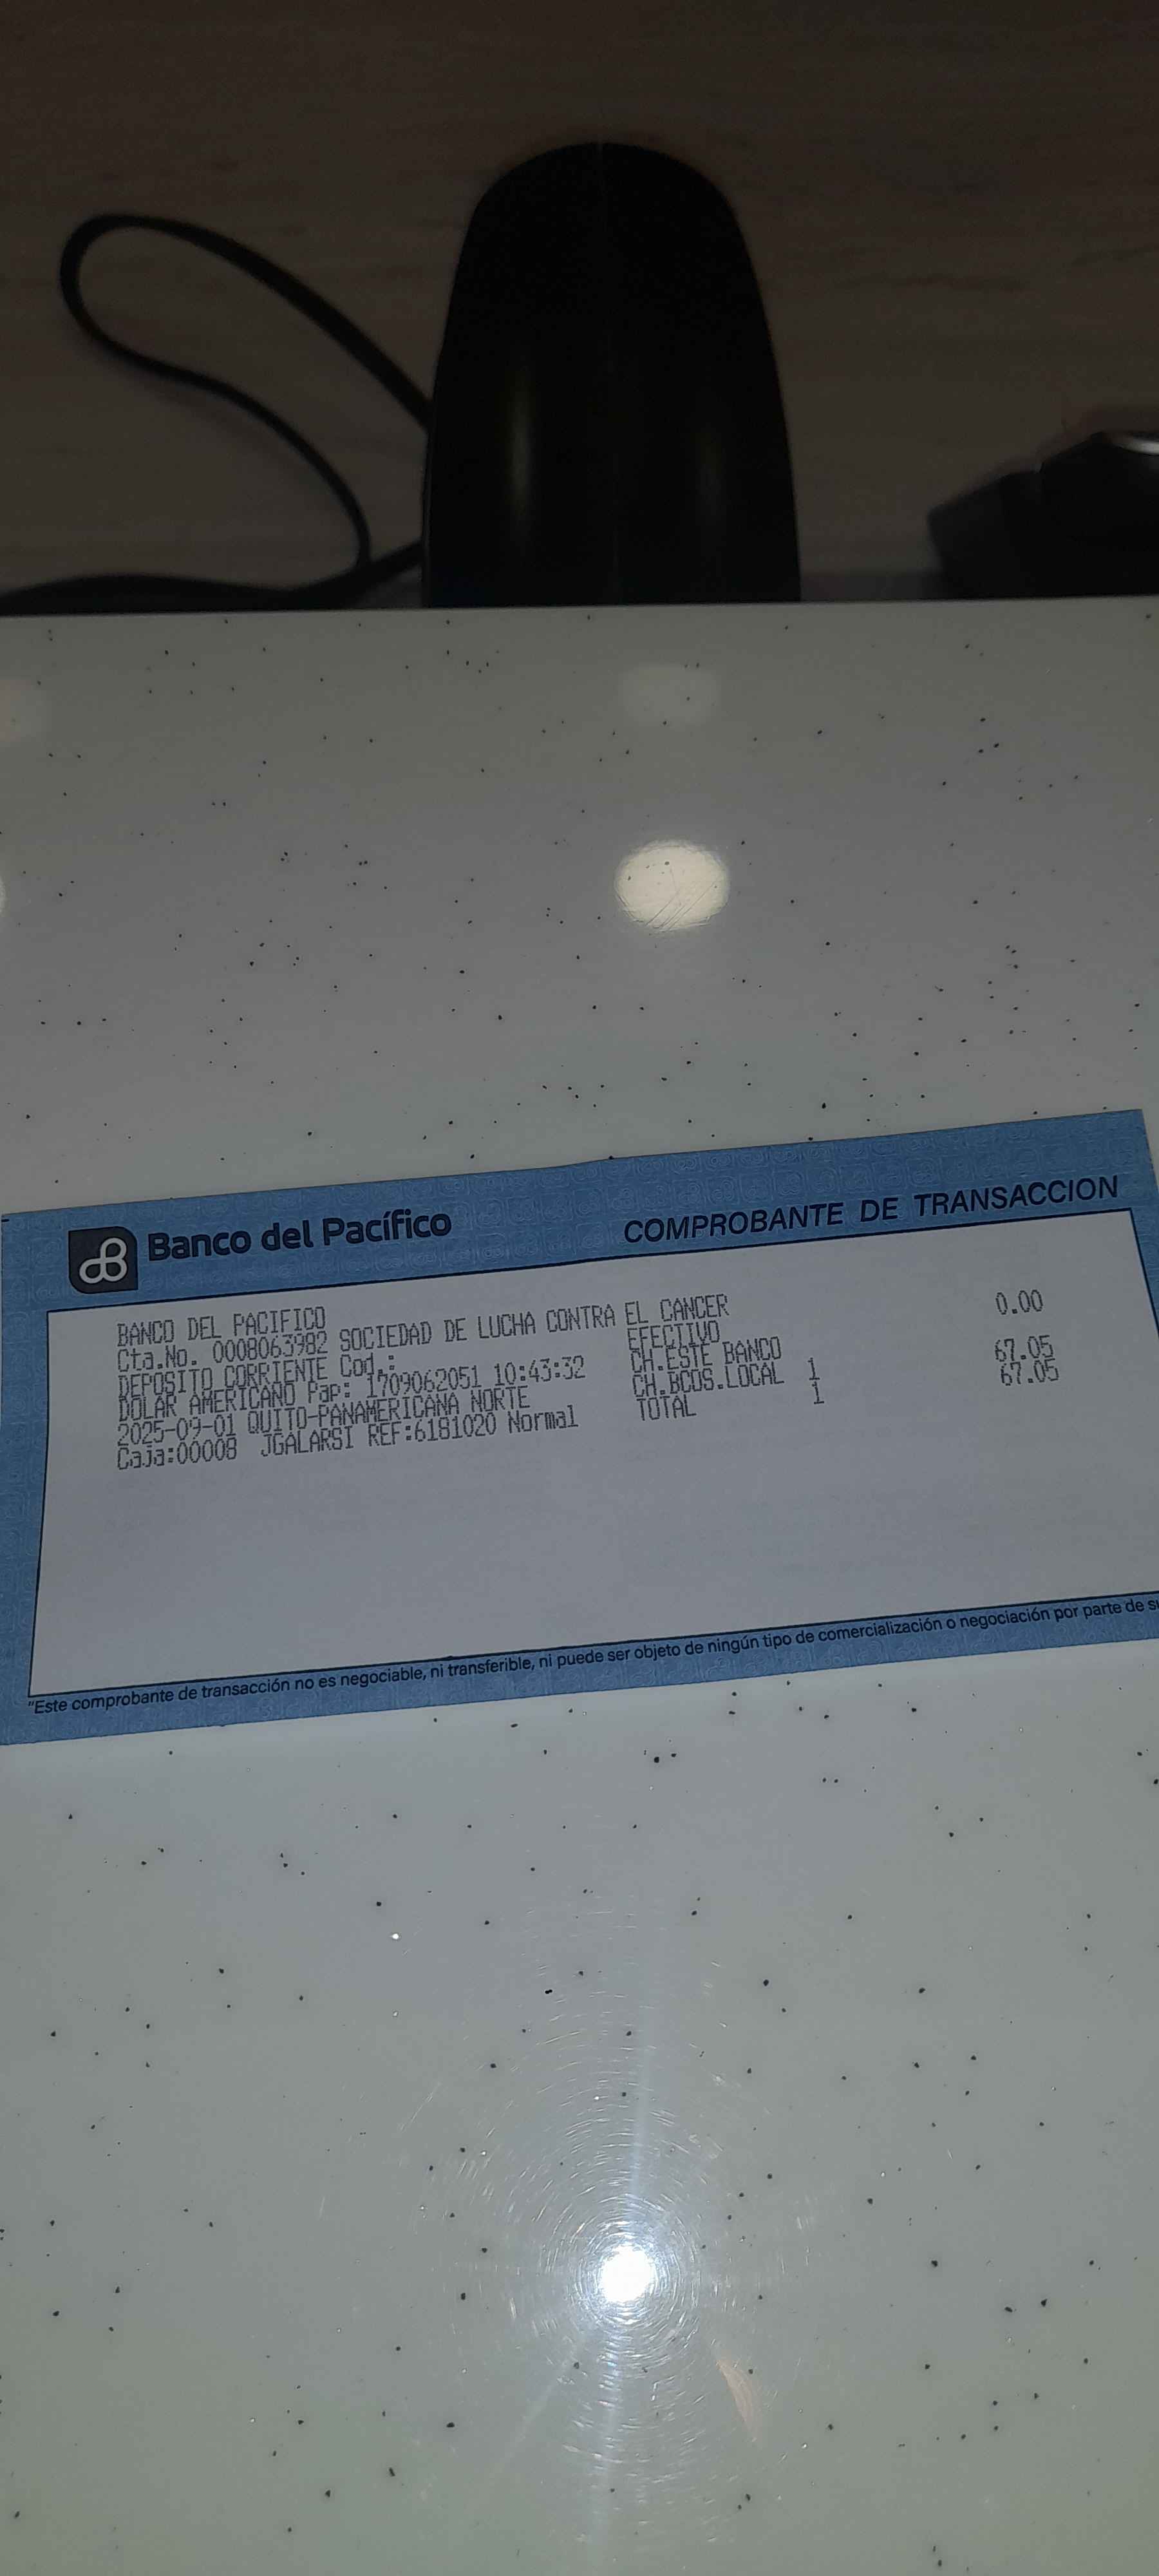 Banco del Pacífico
COMPROBANTE DE TRANSACCION
BANCO DEL PACIFICO
Cta.No. 0008063982 SOCIEDAD DE LUCHA CONTRA EL CANCER
DEPOSITO CORRIENTE Cod.: EFECTIVO 0.00
DOLAR AMERICANO Pap: 1709062051 10:43:32 CH.ESTE BANCO
2025-09-01 QUITO-PANAMERICANA NORTE CH.BCOS.LOCAL 1 67.05
Caja:00008 JGALARSI REF:6181020 Normal TOTAL 1 67.05
"Este comprobante de transacción no es negociable, ni transferible, ni puede ser objeto de ningún tipo de comercialización o negociación por parte de